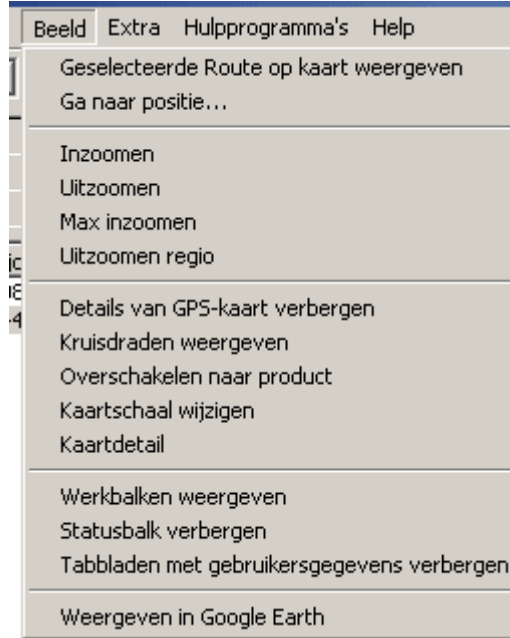 Beeld Extra Hulpprogramma's Help
Geselecteerde Route op kaart weergeven
Ga naar positie...
Inzoomen
Uitzoomen
Max inzoomen
Uitzoomen regio
Details van GPS-kaart verbergen
Kruisdraden weergeven
Overschakelen naar product
Kaartschaal wijzigen
Kaartdetail
Werkbalken weergeven
Statusbalk verbergen
Tabbladen met gebruikersgegevens verbergen
Weergeven in Google Earth